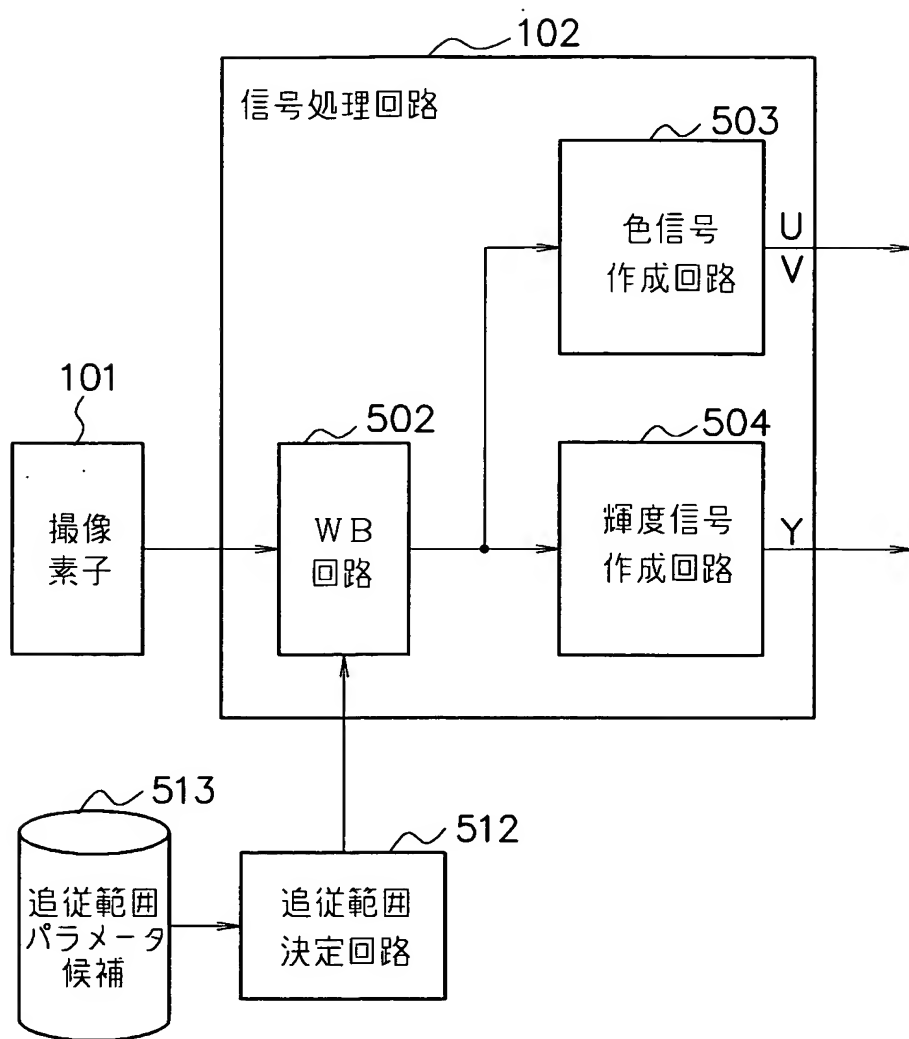 102
信号処理回路
503
色信号
作成回路
U
V
101
撮像
素子
502
WB
回路
504
輝度信号
作成回路
Y
513
追従範囲
パラメータ
候補
512
追従範囲
決定回路